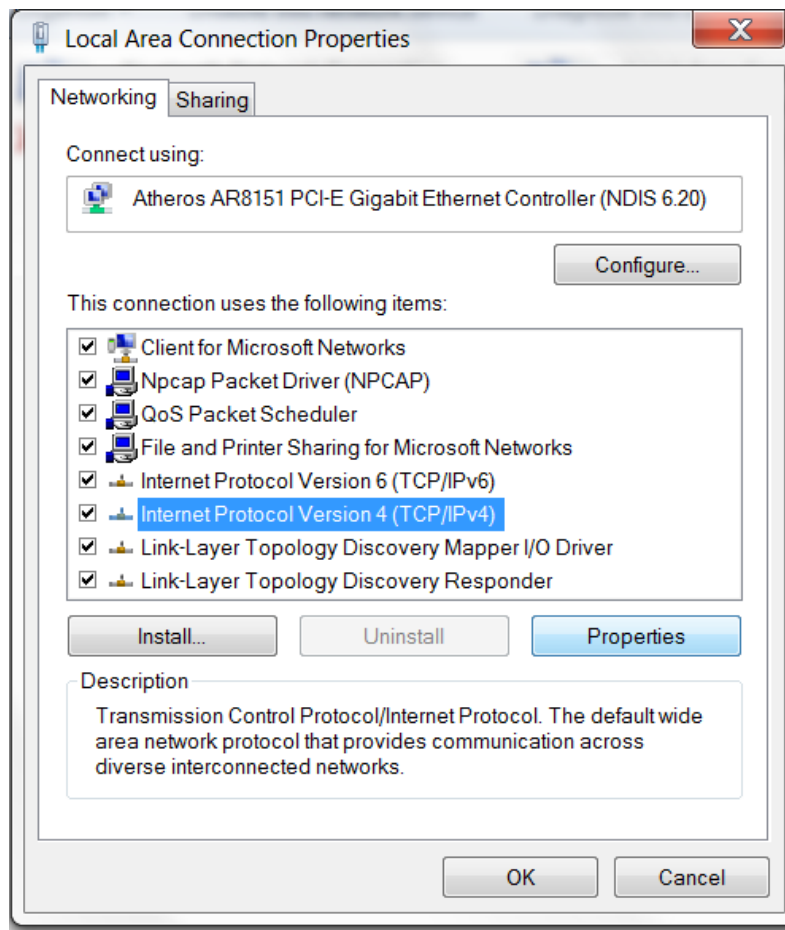 Local Area Connection Properties
Networking
Sharing
Connect using:
Atheros AR8151 PCI-E Gigabit Ethernet Controller (NDIS 6.20)
Configure...
This connection uses the following items:
Client for Microsoft Networks
Npcap Packet Driver (NPCAP)
QoS Packet Scheduler
File and Printer Sharing for Microsoft Networks
Internet Protocol Version 6 (TCP/IPv6)
Internet Protocol Version 4 (TCP/IPv4)
Link-Layer Topology Discovery Mapper I/O Driver
Link-Layer Topology Discovery Responder
Install...
Uninstall
Properties
Description
Transmission Control Protocol/Internet Protocol. The default wide
area network protocol that provides communication across
diverse interconnected networks.
OK
Cancel